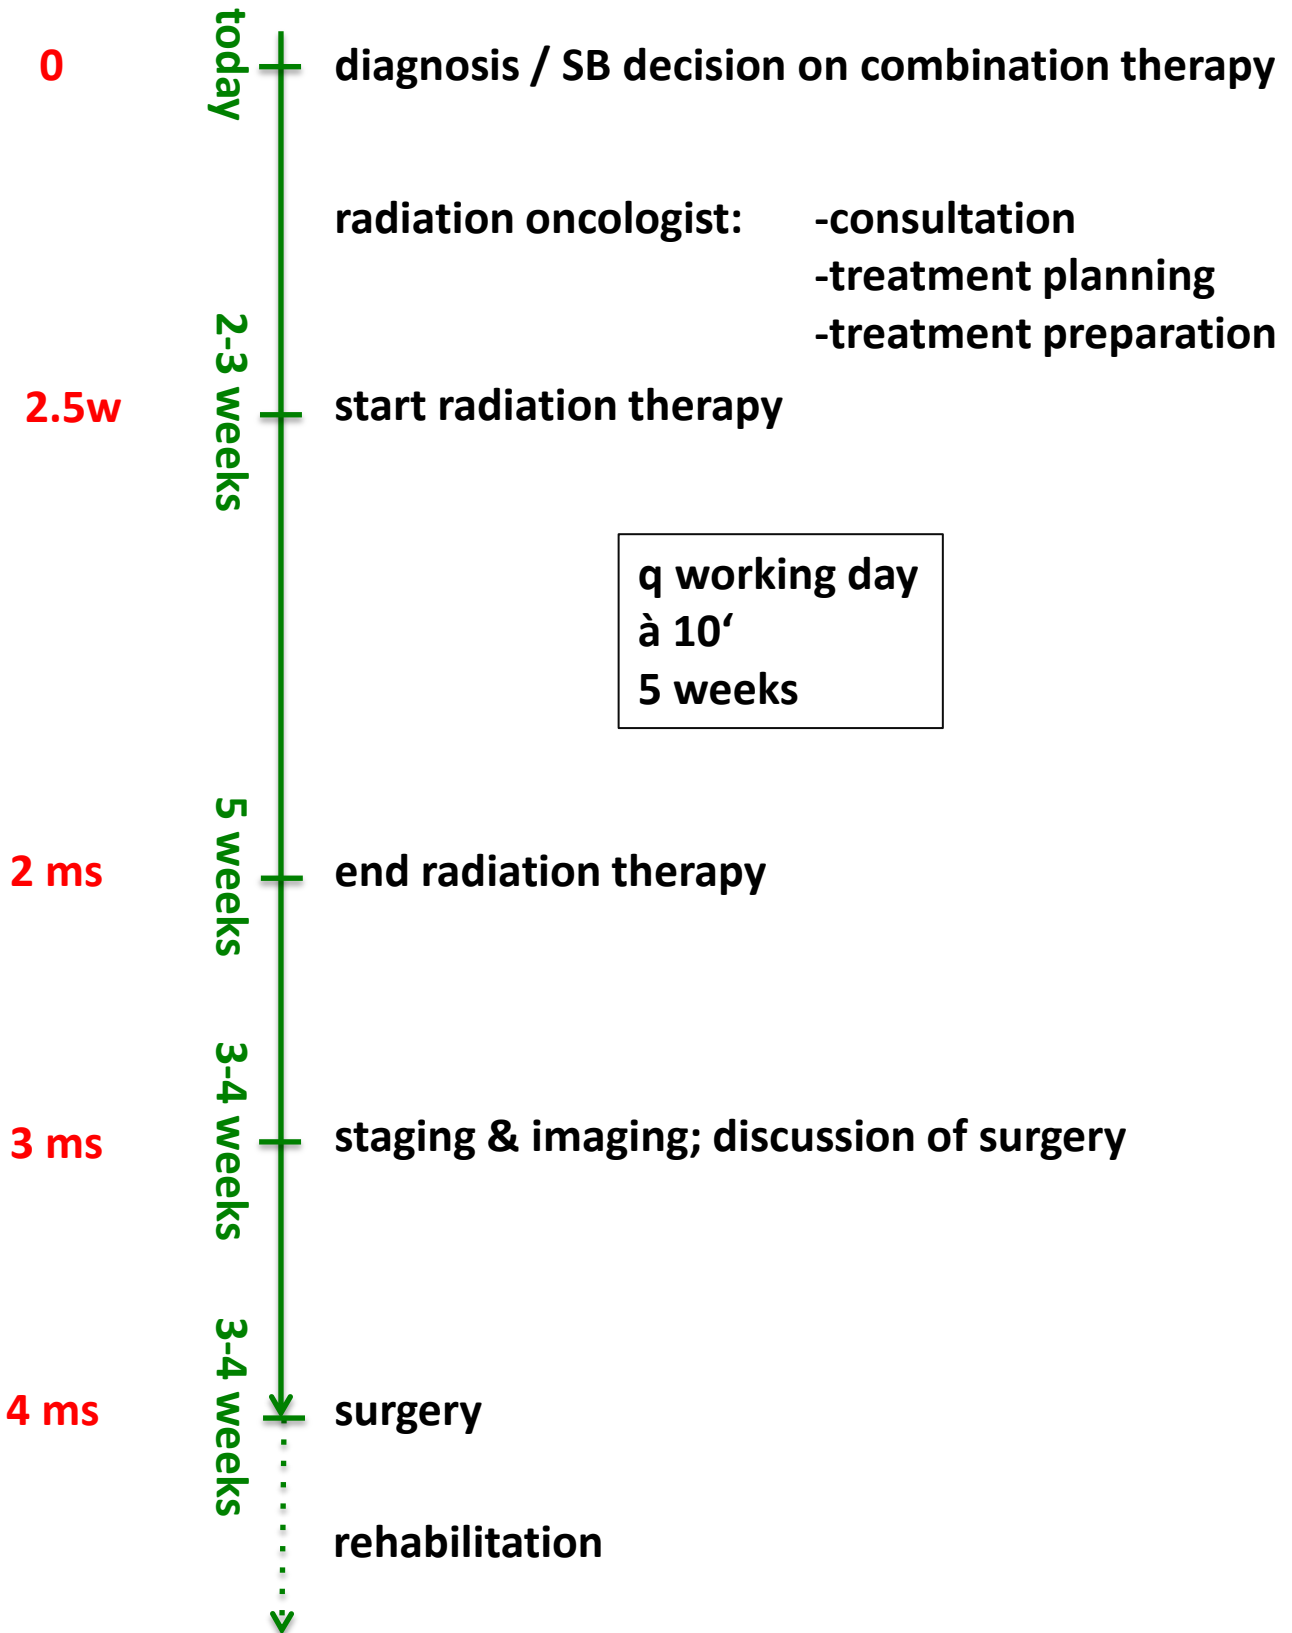 0
today
diagnosis / SB decision on combination therapy
radiation oncologist: -consultation
-treatment planning
-treatment preparation
2-3 weeks
2.5w
start radiation therapy
q working day
à 10‘
5 weeks
5 weeks
2 ms
end radiation therapy
3-4 weeks
3 ms
staging & imaging; discussion of surgery
3-4 weeks
4 ms
surgery
rehabilitation